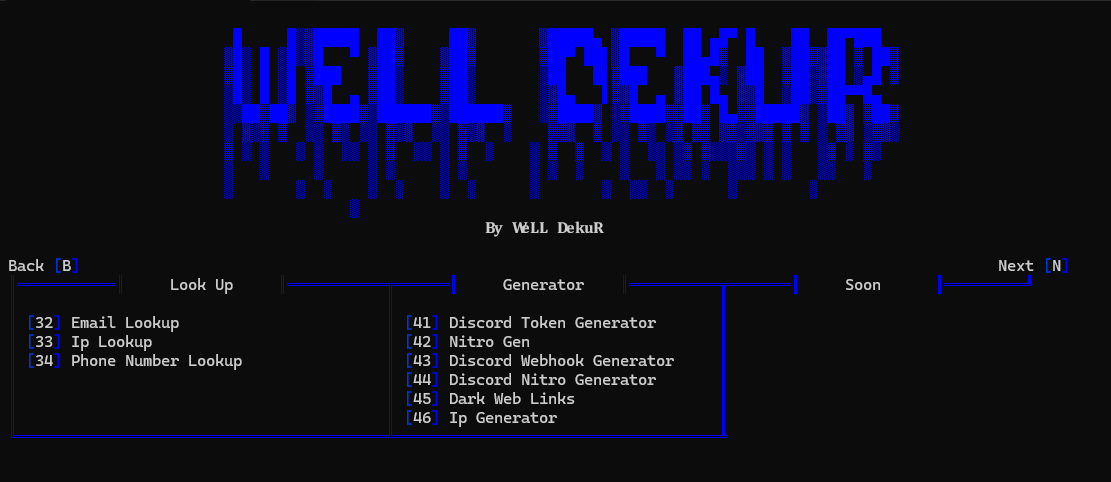 WELL DEKUR
By WeLL DekuR
Back [B] Next [N]
Look Up Generator Soon
[32] Email Lookup [41] Discord Token Generator
[33] Ip Lookup [42] Nitro Gen
[34] Phone Number Lookup [43] Discord Webhook Generator
[44] Discord Nitro Generator
[45] Dark Web Links
[46] Ip Generator